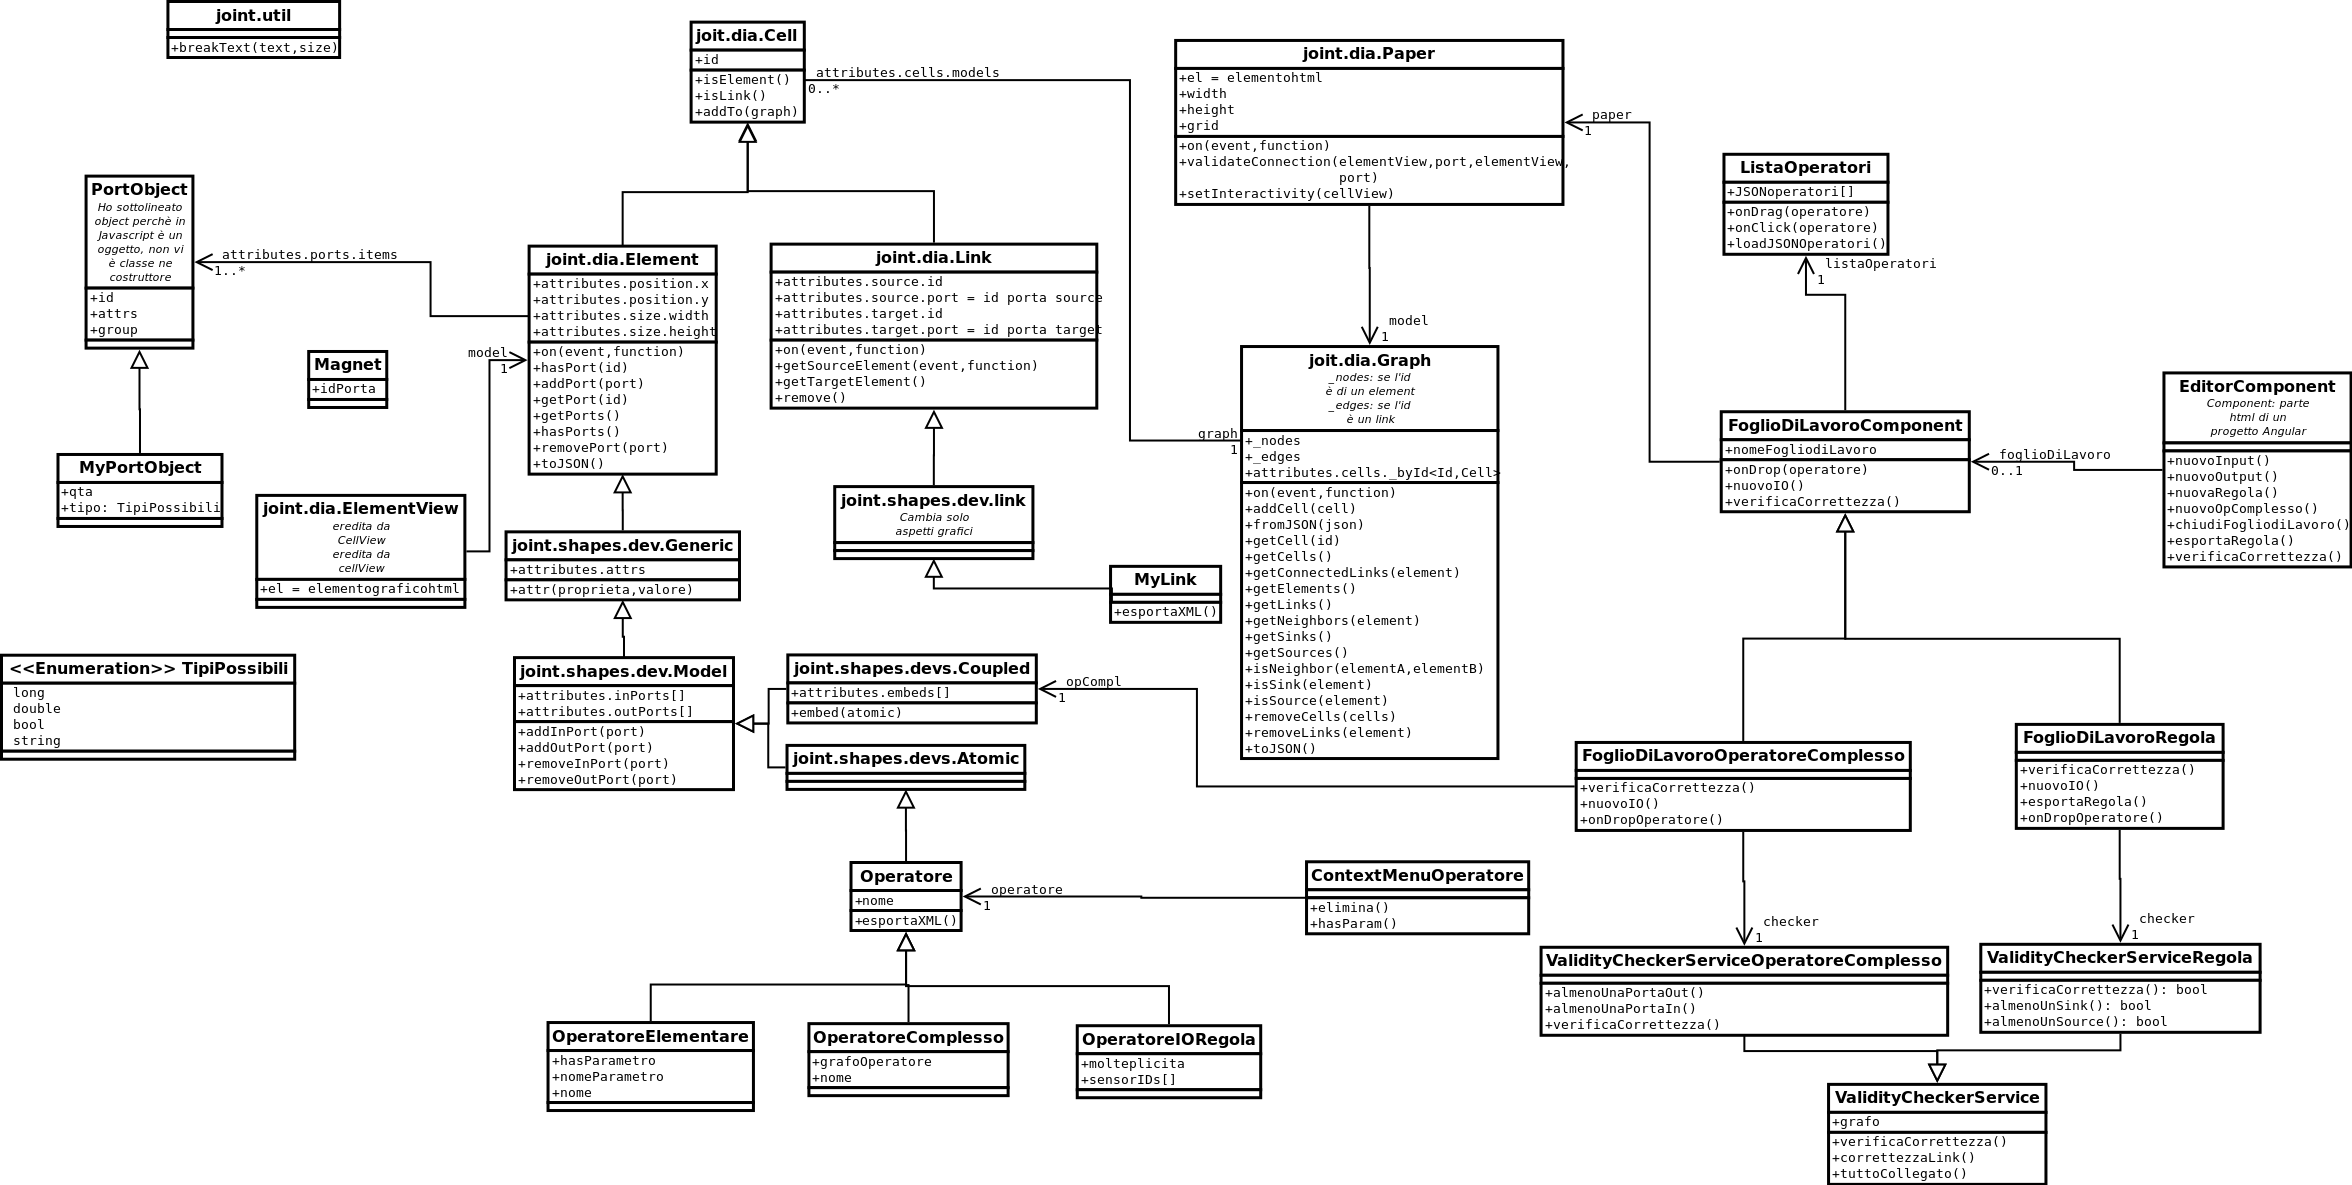 joint.util
+breakText(text,size)
joit.dia.Cell
+id
+isElement()
+isLink()
+addTo(graph)
attributes.cells.models
0..*
joint.dia.Paper
+el = elementohtml
+width
+height
+grid
+on(event,function)
+validateConnection(elementView,port,elementView,
port)
+setInteractivity(cellView)
paper
1
ListaOperatori
+JSONoperatori[]
+onDrag(operatore)
+onClick(operatore)
+loadJSONOperatori()
listaOperatori
1
PortObject
Ho sottolineato
object perchè in
Javascript è un
oggetto, non vi
è classe ne
costruttore
+id
+attrs
+group
attributes.ports.items
1..*
joint.dia.Element
+attributes.position.x
+attributes.position.y
+attributes.size.width
+attributes.size.height
+on(event,function)
+hasPort(id)
+addPort(port)
+getPort(id)
+getPorts()
+hasPorts()
+removePort(port)
+toJSON()
joint.dia.Link
+attributes.source.id
+attributes.source.port = id porta source
+attributes.target.id
+attributes.target.port = id porta target
+on(event,function)
+getSourceElement(event,function)
+getTargetElement()
+remove()
model
1
Magnet
+idPorta
model
1
joit.dia.Graph
_nodes: se l'id
è di un element
_edges: se l'id
è un link
+_nodes
+_edges
+attributes.cells._byId<Id,Cell>
+on(event,function)
+addCell(cell)
+fromJSON(json)
+getCell(id)
+getCells()
+getConnectedLinks(element)
+getElements()
+getLinks()
+getNeighbors(element)
+getSinks()
+getSources()
+isNeighbor(elementA,elementB)
+isSink(element)
+isSource(element)
+removeCells(cells)
+removeLinks(element)
+toJSON()
graph
1
FoglioDiLavoroComponent
+nomeFogliodiLavoro
+onDrop(operatore)
+nuovoIO()
+verificaCorrettezza()
foglioDiLavoro
0..1
EditorComponent
Component: parte
html di un
progetto Angular
+nuovoInput()
+nuovoOutput()
+nuovaRegola()
+nuovoOpComplesso()
+chiudiFogliodiLavoro()
+esportaRegola()
+verificaCorrettezza()
MyPortObject
+qta
+tipo: TipiPossibili
joint.dia.ElementView
eredita da
CellView
eredita da
cellView
+el = elementograficohtml
joint.shapes.dev.Generic
+attributes.attrs
+attr(proprieta,valore)
joint.shapes.dev.link
Cambia solo
aspetti grafici
MyLink
+esportaXML()
<<Enumeration>> TipiPossibili
long
double
bool
string
joint.shapes.dev.Model
+attributes.inPorts[]
+attributes.outPorts[]
+addInPort(port)
+addOutPort(port)
+removeInPort(port)
+removeOutPort(port)
joint.shapes.devs.Coupled
+attributes.embeds[]
+embed(atomic)
opCompl
1
joint.shapes.devs.Atomic
FoglioDiLavoroOperatoreComplesso
+verificaCorrettezza()
+nuovoIO()
+onDropOperatore()
FoglioDiLavoroRegola
+verificaCorrettezza()
+nuovoIO()
+esportaRegola()
+onDropOperatore()
Operatore
+nome
+esportaXML()
operatore
1
ContextMenuOperatore
+elimina()
+hasParam()
checker
1
checker
1
ValidityCheckerServiceOperatoreComplesso
+almenoUnaPortaOut()
+almenoUnaPortaIn()
+verificaCorrettezza()
ValidityCheckerServiceRegola
+verificaCorrettezza(): bool
+almenoUnSink(): bool
+almenoUnSource(): bool
OperatoreElementare
+hasParametro
+nomeParametro
+nome
OperatoreComplesso
+grafoOperatore
+nome
OperatoreIORegola
+molteplicita
+sensorIDs[]
ValidityCheckerService
+grafo
+verificaCorrettezza()
+correttezzaLink()
+tuttoCollegato()